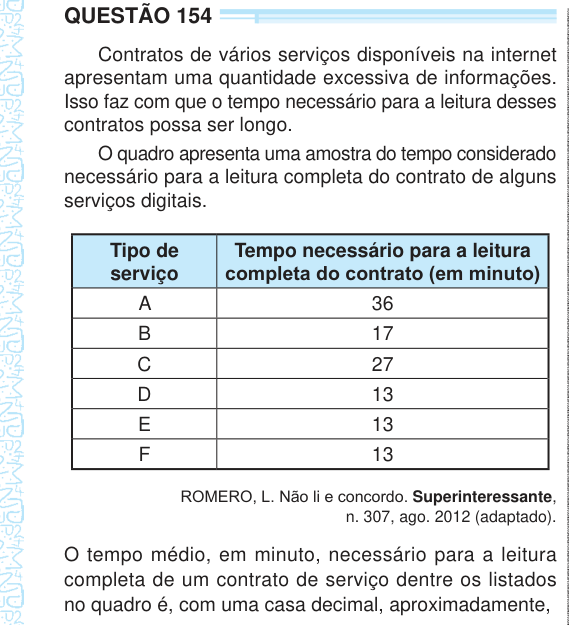 QUESTÃO 154
Contratos de vários serviços disponíveis na internet
apresentam uma quantidade excessiva de informações.
Isso faz com que o tempo necessário para a leitura desses
contratos possa ser longo.
O quadro apresenta uma amostra do tempo considerado
necessário para a leitura completa do contrato de alguns
serviços digitais.
Tipo de serviço | Tempo necessário para a leitura completa do contrato (em minuto)
A | 36
B | 17
C | 27
D | 13
E | 13
F | 13
ROMERO, L. Não li e concordo. Superinteressante,
n. 307, ago. 2012 (adaptado).
O tempo médio, em minuto, necessário para a leitura
completa de um contrato de serviço dentre os listados
no quadro é, com uma casa decimal, aproximadamente,